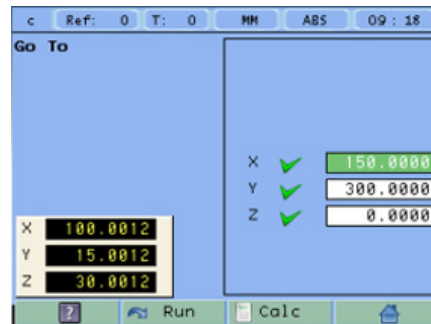 c Ref: 0 T: 0 MM ABS 09 : 18
Go To
X 150.0000
Y 300.0000
Z 0.0000
X 100.0012
Y 15.0012
Z 30.0012
? Run Calc